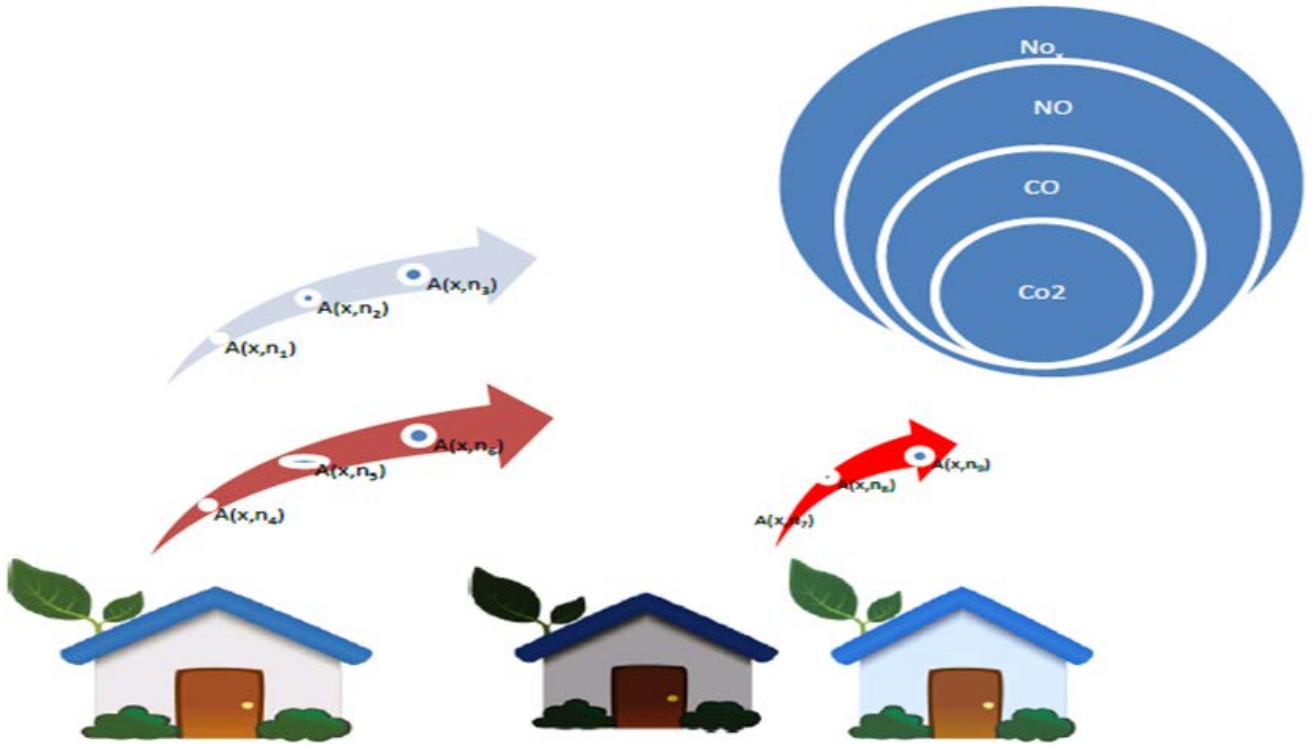 Noₓ
NO
CO
Co2
A(x,n₃)
A(x,n₂)
A(x,n₁)
A(x,n₆)
A(x,n₅)
A(x,n₄)
A(x,n₉)
A(x,n₈)
A(x,n₇)